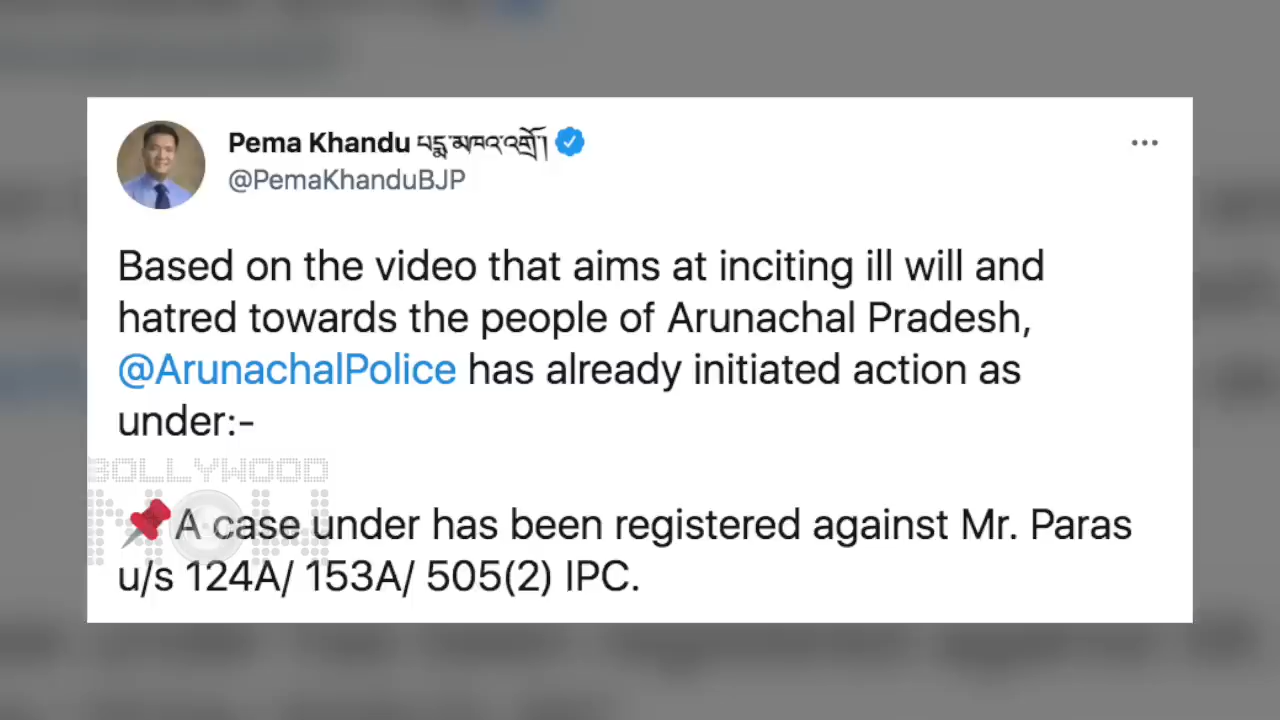 Pema Khandu པདྨ་མཁའ་འགྲོ།
@PemaKhanduBJP
Based on the video that aims at inciting ill will and
hatred towards the people of Arunachal Pradesh,
@ArunachalPolice has already initiated action as
under:-
BOLLYWOOD
NOW
📌A case under has been registered against Mr. Paras
u/s 124A/ 153A/ 505(2) IPC.